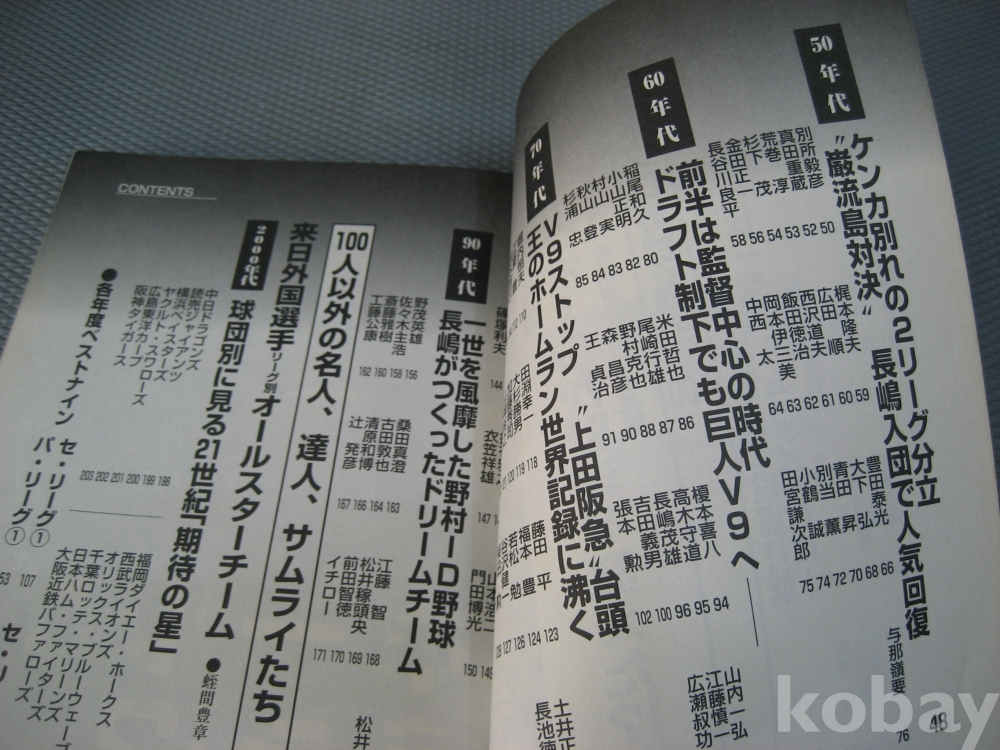 50年代
ケンカ別れの2リーグ分立
“巌流島対決” 長嶋入団で人気回復
別所毅彦 50
真田重蔵 52
荒巻 淳 53
杉下 茂 54
金田正一 56
長谷川良平 58
梶本隆夫 59
広田 順 60
西沢道夫 61
飯田徳治 62
岡本伊三美 63
中西 太 64
豊田泰光 66
大下 弘 68
青田 昇 70
別当 薫 72
小鶴 誠 74
田宮謙次郎 75
与那嶺要 76
48
60年代
前半は監督中心の時代
ドラフト制下でも巨人V9へ
稲尾和久 80
小山正明 82
村山 実 83
秋山 登 84
杉浦 忠 85
米田哲也 86
尾崎行雄 87
野村克也 88
森 昌彦 90
王 貞治 91
榎本喜八 94
高木守道 95
長嶋茂雄 96
吉田義男 100
張本 勲 102
山内一弘
江藤慎一
広瀬叔功
70年代
V9ストップ “上田阪急”台頭
王のホームラン世界記録に沸く
田淵幸一 118
大杉勝男 119
藤田 平 123
福本 豊 124
若松 勉 126
土井正
長池徳
CONTENTS
篠塚利夫 144
衣笠祥雄 147
山本浩二 149
門田博光 150
90年代
一世を風靡した野村ーD野球
長嶋がつくったドリームチーム
野茂英雄 156
佐々木主浩 158
斎藤雅樹 160
工藤公康 162
桑田真澄 163
古田敦也 164
清原和博 166
辻 発彦 167
江藤 智 168
松井稼頭央 169
前田智徳 170
イチロー 171
松井
100人以外の名人、達人、サムライたち
来日外国選手リーグ別オールスターチーム
2000年代
球団別に見る21世紀「期待の星」 ●蛭間豊章
中日ドラゴンズ 198
読売ジャイアンツ 199
横浜ベイスターズ 200
ヤクルト・スワローズ 201
広島東洋カープ 202
阪神タイガース 203
福岡ダイエー・ホークス
西武ライオンズ
オリックス・ブルーウェーブ
千葉ロッテ・マリーンズ
日本ハム・ファイターズ
大阪近鉄バファローズ
●各年度ベストナイン セ・リーグ①
パ・リーグ① 107
kobay